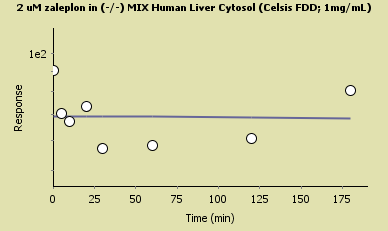 2 uM zaleplon in (-/-) MIX Human Liver Cytosol (Celsis FDD; 1mg/mL)
1e2
Response
0 25 50 75 100 125 150 175
Time (min)